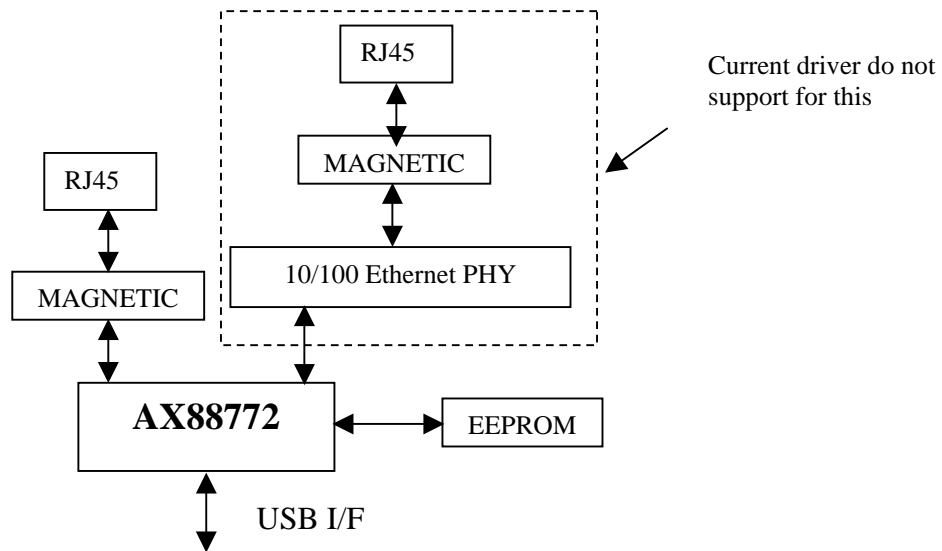 RJ45
Current driver do not
support for this
MAGNETIC
RJ45
10/100 Ethernet PHY
MAGNETIC
AX88772
EEPROM
USB I/F